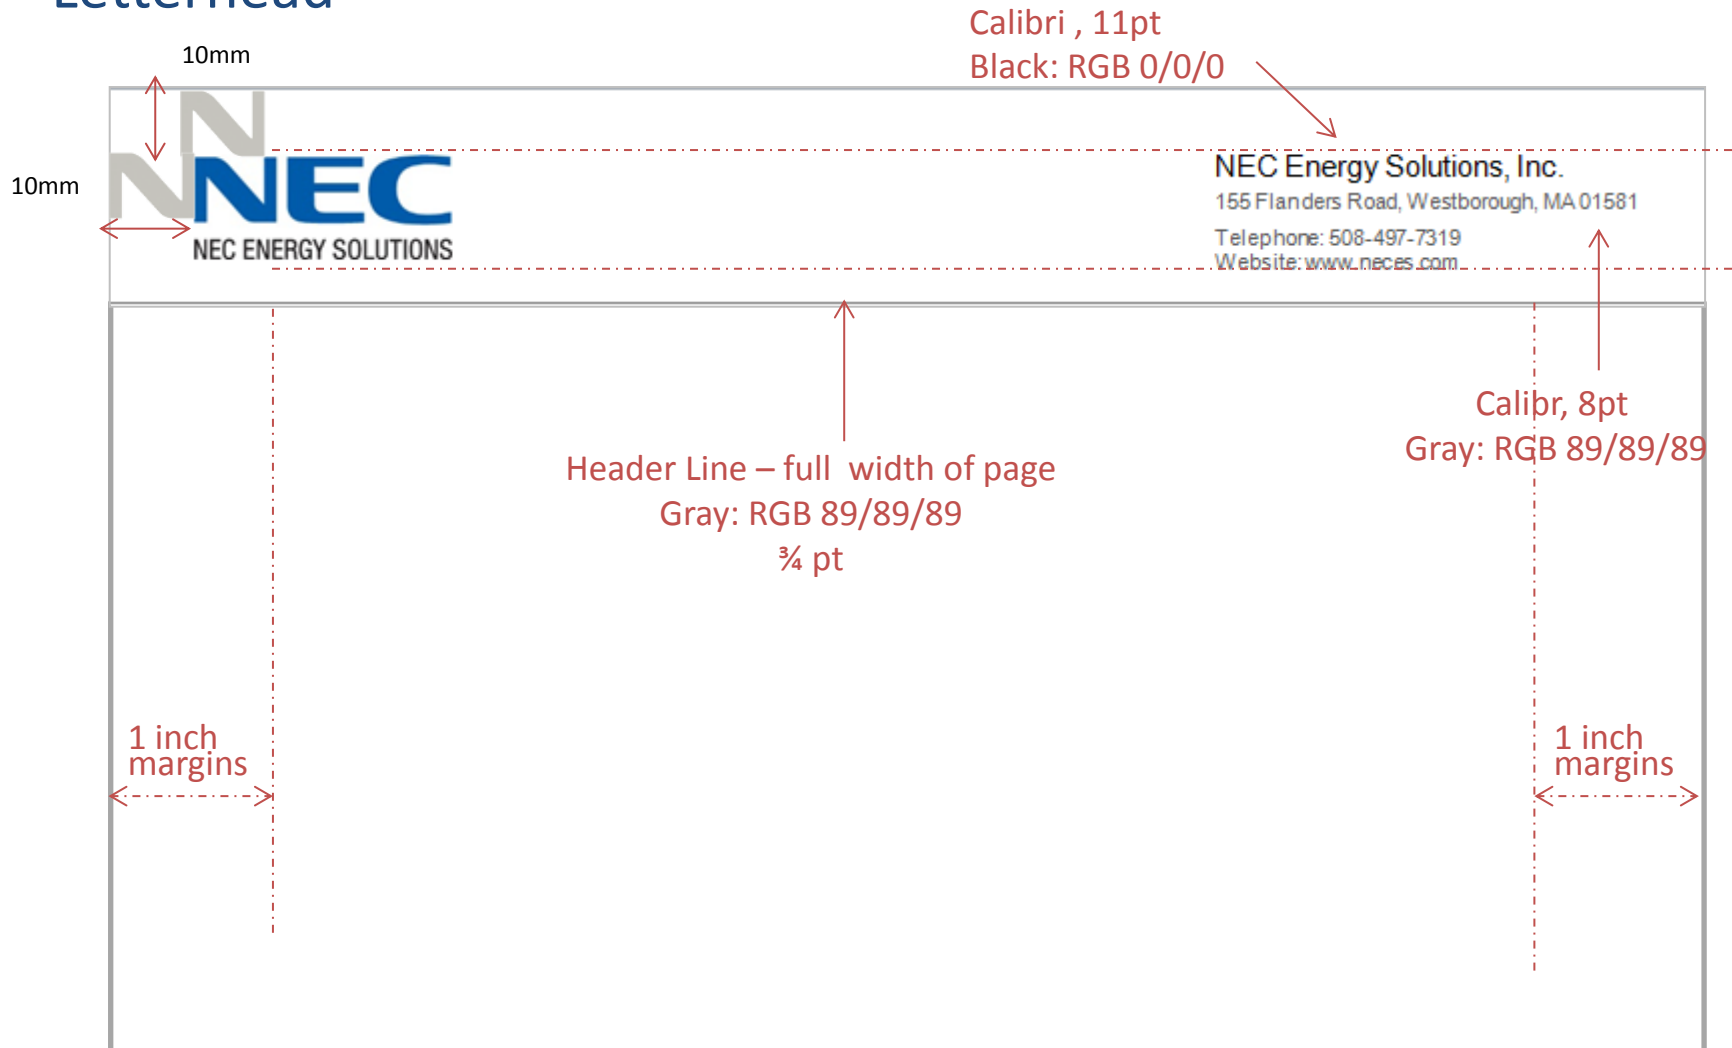 Letterhead
Calibri , 11pt
Black: RGB 0/0/0
10mm
10mm
N
N
NEC
NEC ENERGY SOLUTIONS
NEC Energy Solutions, Inc.
155 Flanders Road, Westborough, MA 01581
Telephone: 508-497-7319
Website: www.neces.com
Calibr, 8pt
Gray: RGB 89/89/89
Header Line – full width of page
Gray: RGB 89/89/89
¾ pt
1 inch
margins
1 inch
margins